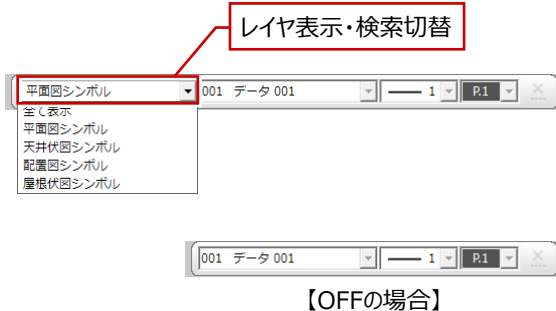 レイヤ表示・検索切替
平面図シンボル 001 データ 001 1 P.1
全て表示
平面図シンボル
天井伏図シンボル
配置図シンボル
屋根伏図シンボル
001 データ 001 1 P.1
【OFFの場合】